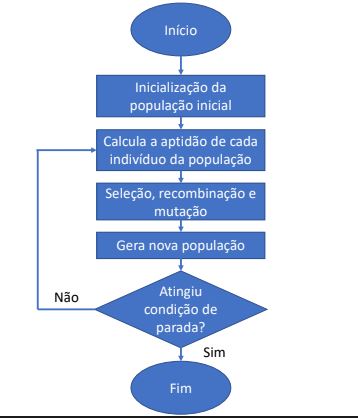 Início
Inicialização da
população inicial
Calcula a aptidão de cada
indivíduo da população
Seleção, recombinação e
mutação
Gera nova população
Atingiu
condição de
parada?
Não
Sim
Fim